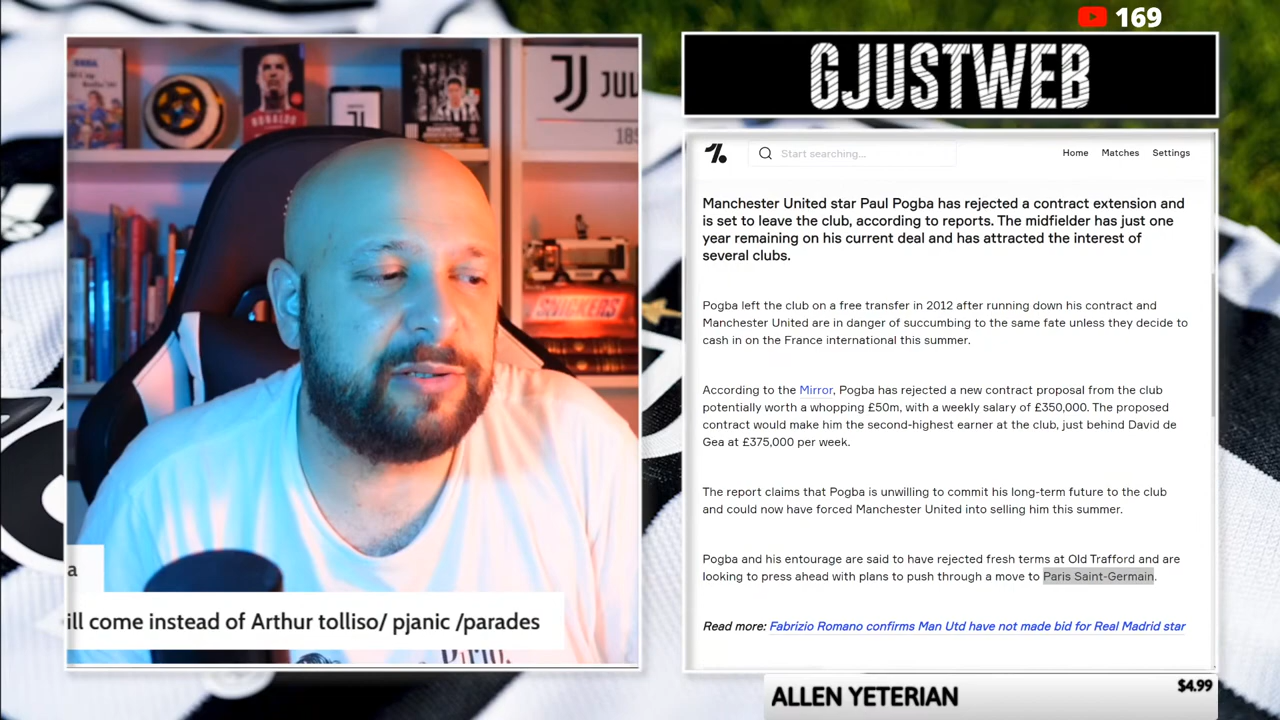 169
GJUSTWEB
SEGA
RONALDO
JUV
189
SNICKERS
a
ill come instead of Arthur tolliso/ pjanic /parades
Start searching...
Home Matches Settings
Manchester United star Paul Pogba has rejected a contract extension and
is set to leave the club, according to reports. The midfielder has just one
year remaining on his current deal and has attracted the interest of
several clubs.
Pogba left the club on a free transfer in 2012 after running down his contract and
Manchester United are in danger of succumbing to the same fate unless they decide to
cash in on the France international this summer.
According to the Mirror, Pogba has rejected a new contract proposal from the club
potentially worth a whopping £50m, with a weekly salary of £350,000. The proposed
contract would make him the second-highest earner at the club, just behind David de
Gea at £375,000 per week.
The report claims that Pogba is unwilling to commit his long-term future to the club
and could now have forced Manchester United into selling him this summer.
Pogba and his entourage are said to have rejected fresh terms at Old Trafford and are
looking to press ahead with plans to push through a move to Paris Saint-Germain.
Read more: Fabrizio Romano confirms Man Utd have not made bid for Real Madrid star
ALLEN YETERIAN
$4.99